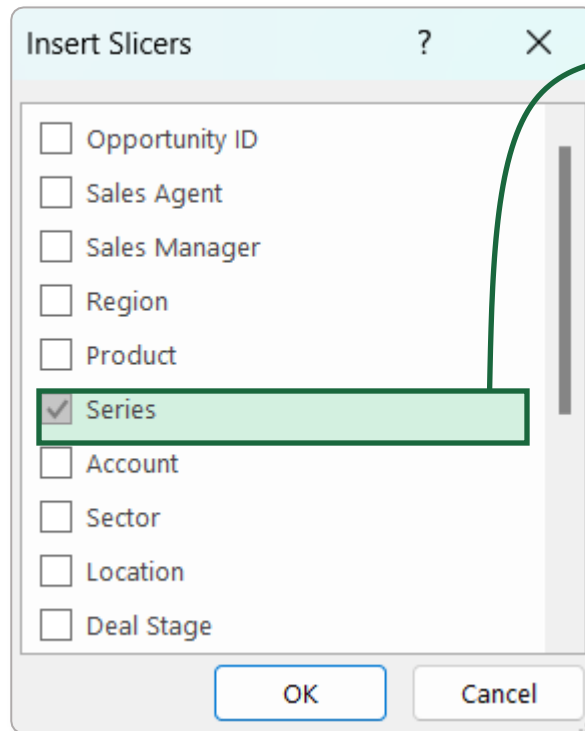 Insert Slicers ?
Opportunity ID
Sales Agent
Sales Manager
Region
Product
Series
Account
Sector
Location
Deal Stage
OK Cancel